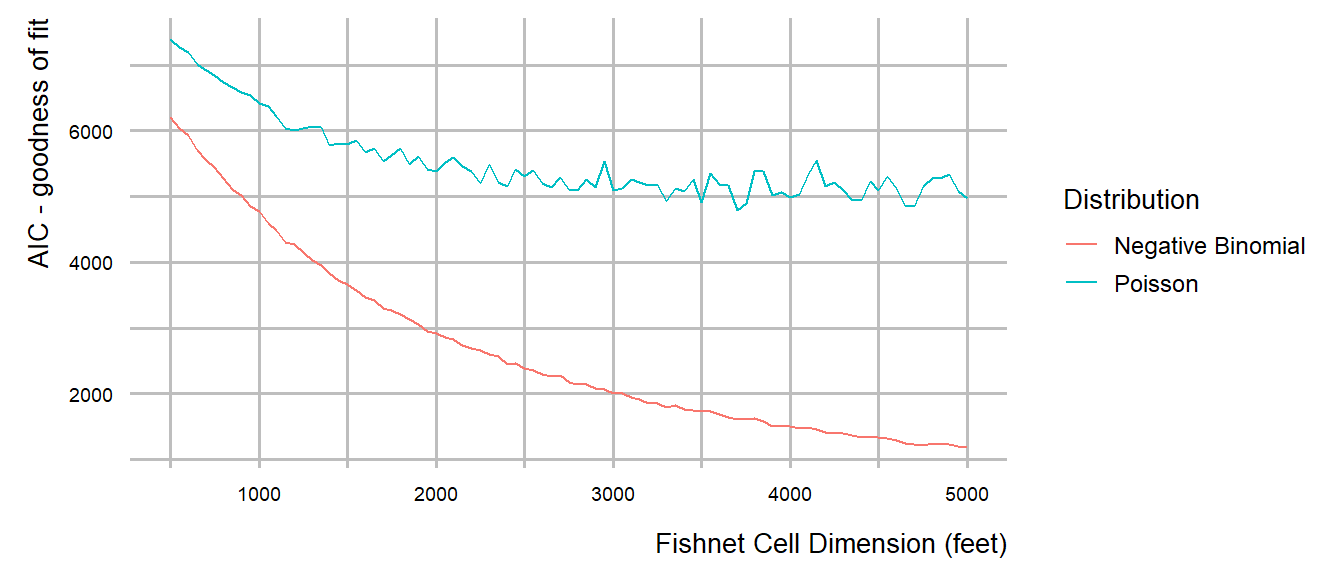 AIC - goodness of fit
6000
4000
2000
1000 2000 3000 4000 5000
Fishnet Cell Dimension (feet)
Distribution
Negative Binomial
Poisson